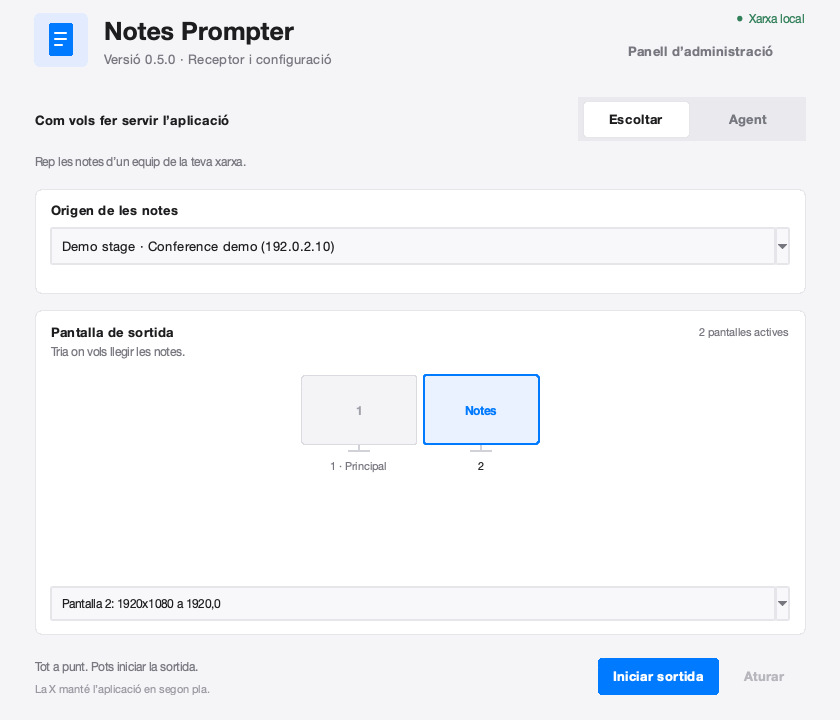 Notes Prompter
Versió 0.5.0 · Receptor i configuració
Xarxa local
Panell d’administració
Com vols fer servir l’aplicació
Escoltar
Agent
Rep les notes d’un equip de la teva xarxa.
Origen de les notes
Demo stage · Conference demo (192.0.2.10)
Pantalla de sortida
2 pantalles actives
Tria on vols llegir les notes.
1
Notes
1 · Principal
2
Pantalla 2: 1920x1080 a 1920,0
Tot a punt. Pots iniciar la sortida.
La X manté l’aplicació en segon pla.
Iniciar sortida
Aturar